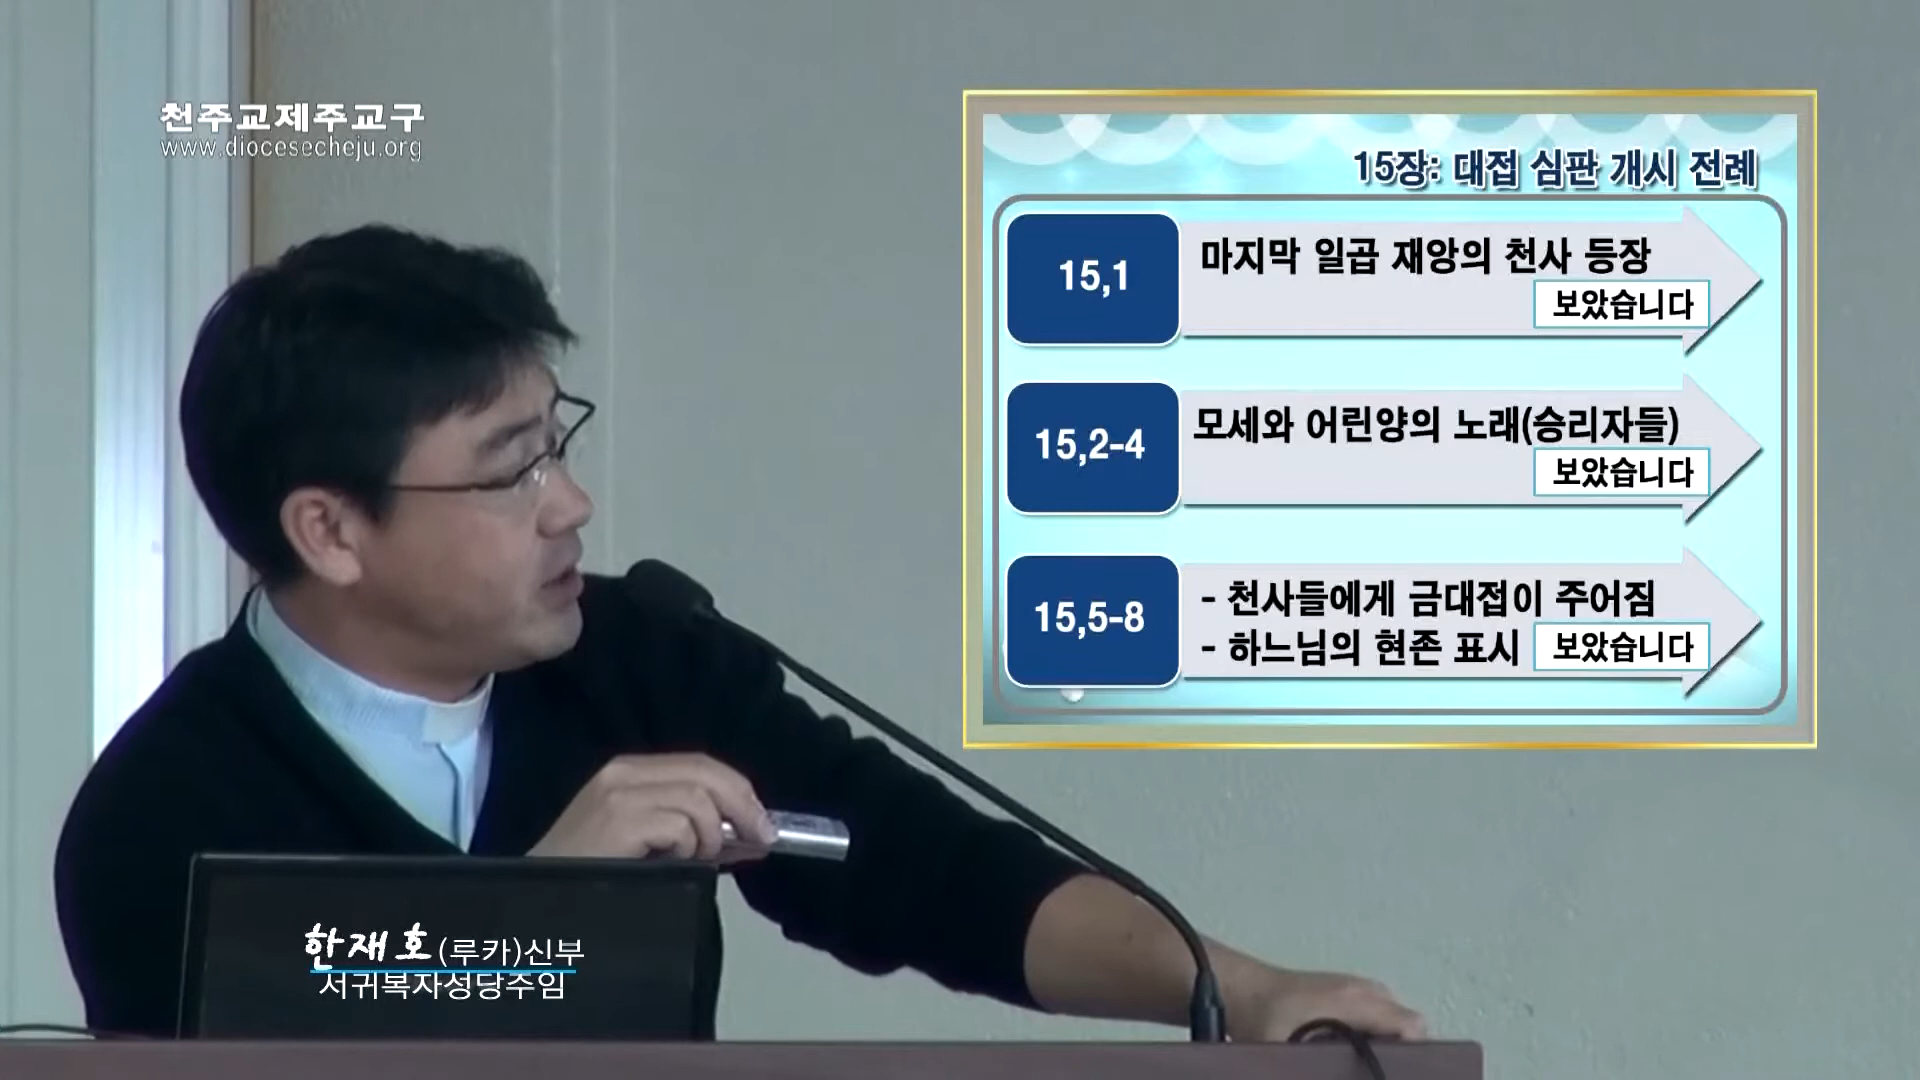 천주교제주교구
www.diocesecheju.org
15장: 대접 심판 개시 전례
15,1
마지막 일곱 재앙의 천사 등장
보았습니다
15,2-4
모세와 어린양의 노래(승리자들)
보았습니다
15,5-8
- 천사들에게 금대접이 주어짐
- 하느님의 현존 표시
보았습니다
한재호(루카)신부
서귀복자성당주임